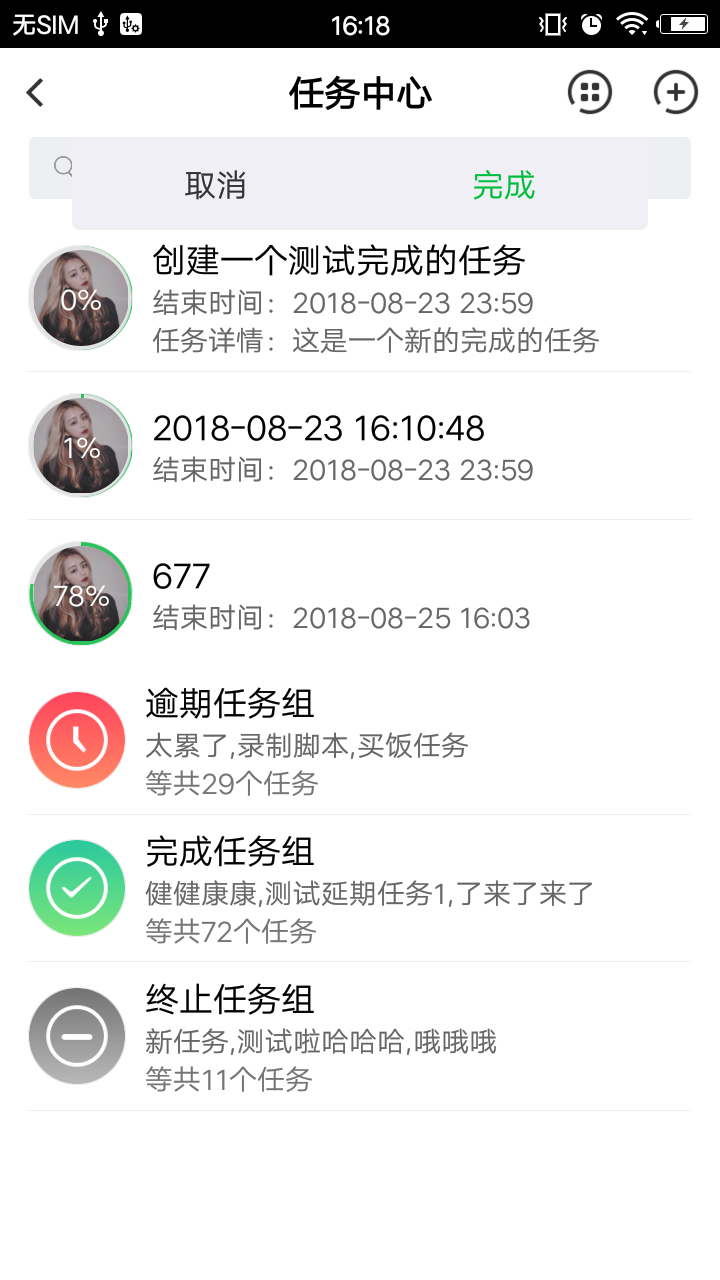 无SIM
16:18
任务中心
取消
完成
0%
创建一个测试完成的任务
结束时间：2018-08-23 23:59
任务详情：这是一个新的完成的任务
1%
2018-08-23 16:10:48
结束时间：2018-08-23 23:59
78%
677
结束时间：2018-08-25 16:03
逾期任务组
太累了,录制脚本,买饭任务
等共29个任务
完成任务组
健健康康,测试延期任务1,了来了来了
等共72个任务
终止任务组
新任务,测试啦哈哈哈,哦哦哦
等共11个任务